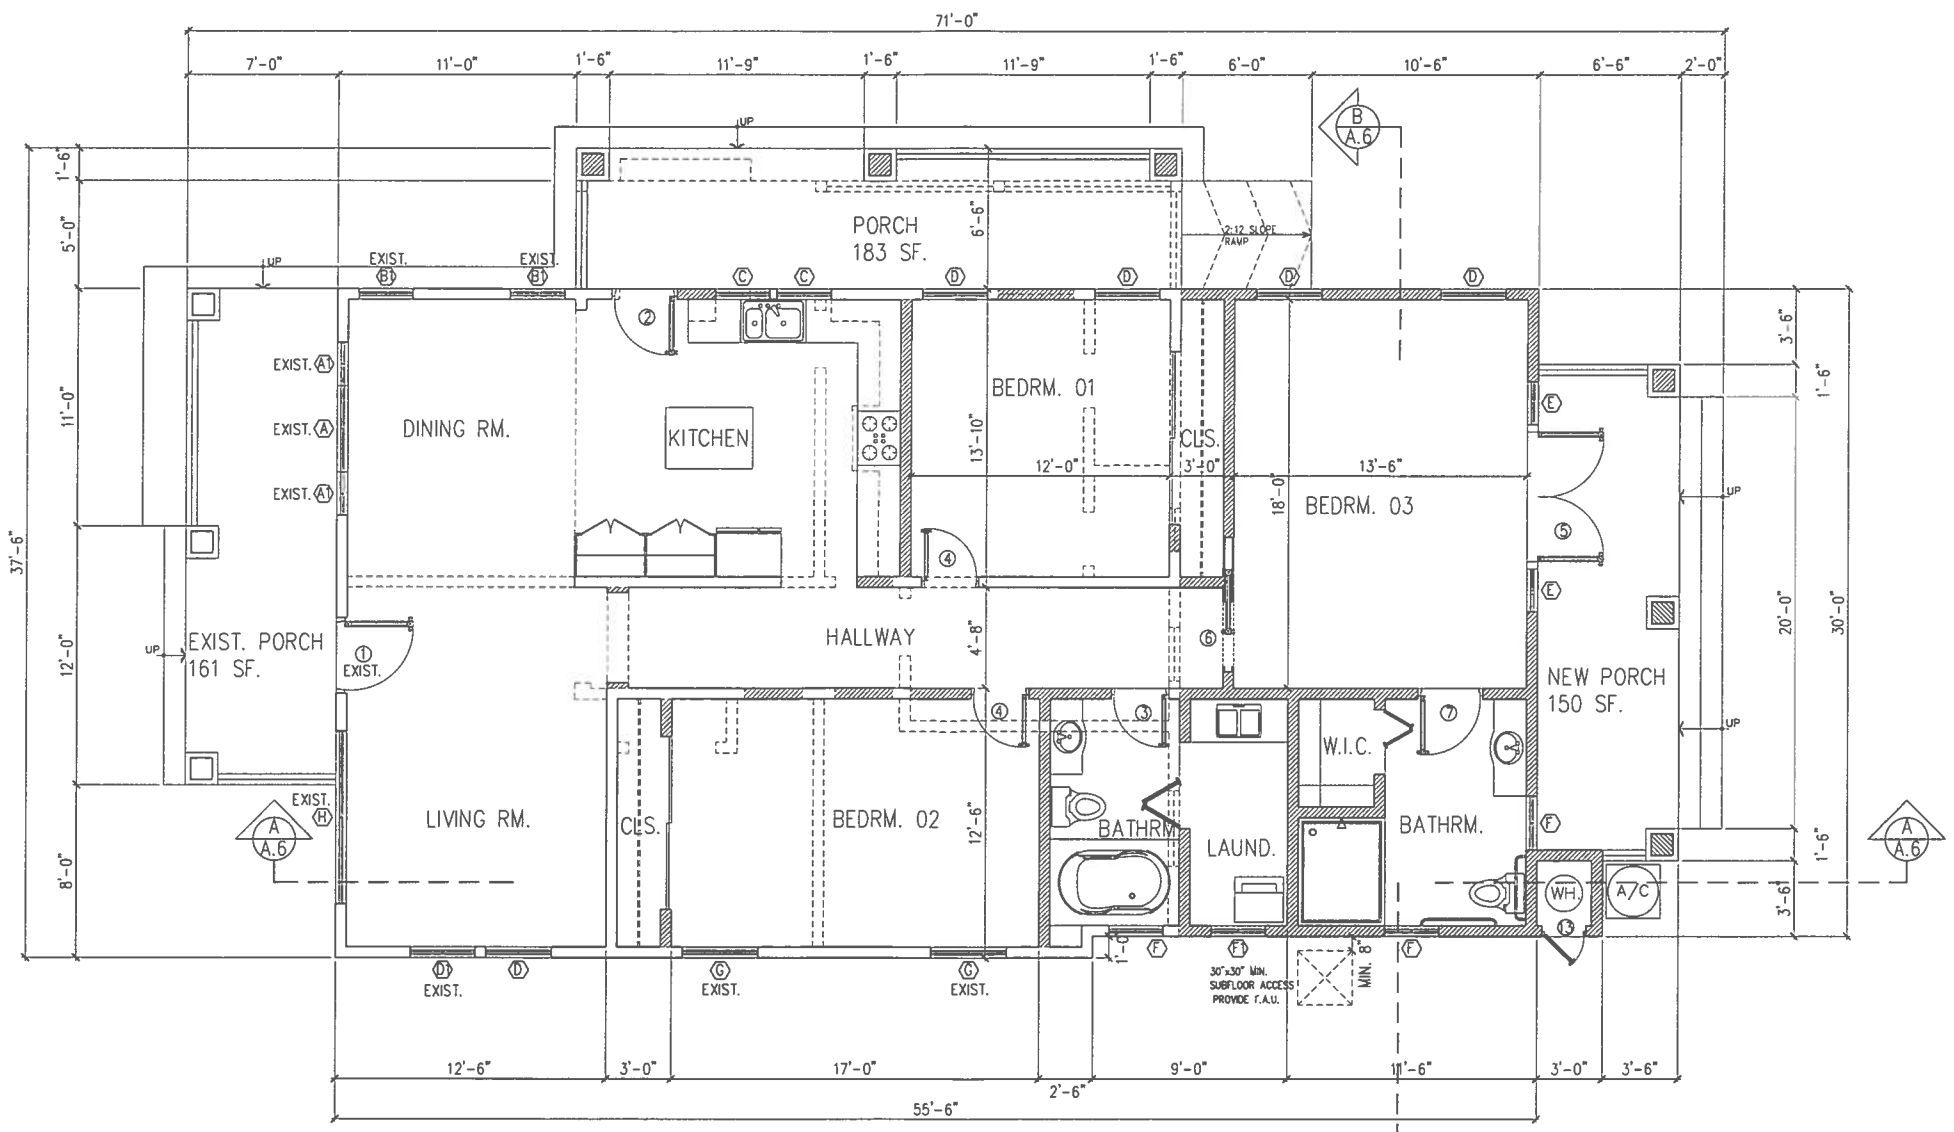 71'-0"
7'-0" 11'-0" 1'-6" 11'-9" 1'-6" 11'-9" 1'-6" 6'-0" 10'-6" 6'-6" 2'-0"
B
A.6
UP
1'-6"
5'-0"
11'-0"
12'-0"
8'-0"
37'-6"
PORCH
183 SF.
6'-6"
2:12 SLOPE
RAMP
UP
EXIST.
B1
EXIST.
B1
C C D D D D
2
EXIST. A1
EXIST. A
EXIST. A1
DINING RM.
KITCHEN
BEDRM. 01
13'-10"
12'-0" 3'-0" 13'-6"
CLS.
18'-0"
BEDRM. 03
E
5
E
UP
3'-6"
1'-6"
20'-0"
30'-0"
1'-6"
3'-6"
4
UP
EXIST. PORCH
161 SF.
1
EXIST.
HALLWAY
4'-8"
6
NEW PORCH
150 SF.
UP
4
3
7
W.I.C.
EXIST.
H
A
A.6
LIVING RM.
CLS.
BEDRM. 02
12'-6"
BATHRM.
LAUND.
BATHRM.
F
A
A.6
WH.
A/C
13
D1 D
EXIST.
G
EXIST.
G
EXIST.
1'-0"
F F1 F
30"x30" MIN.
SUBFLOOR ACCESS
PROVIDE F.A.U.
MIN. 8"
12'-6" 3'-0" 17'-0" 2'-6" 9'-0" 11'-6" 3'-0" 3'-6"
55'-6"